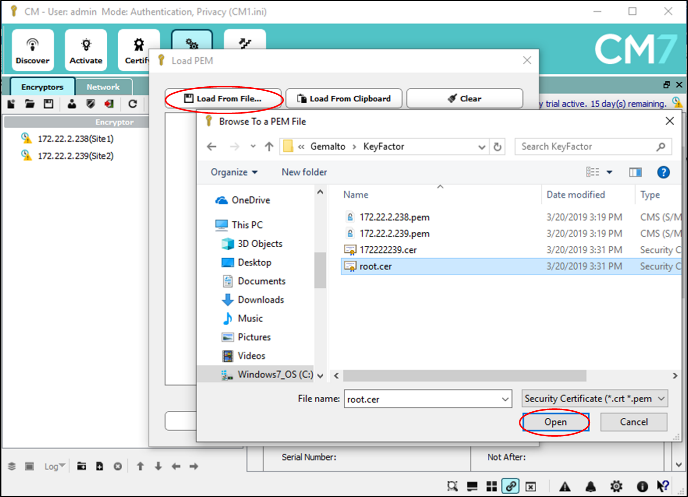 CM - User: admin  Mode: Authentication, Privacy (CM1.ini)
Discover
Activate
Certif
CM7
Encryptors
Network
y trial active. 15 day(s) remaining.
Encryptor
172.22.2.238(Site1)
172.22.2.239(Site2)
Load PEM
Load From File...
Load From Clipboard
Clear
Browse To a PEM File
« Gemalto > KeyFactor
Search KeyFactor
Organize
New folder
Name
Date modified
Type
OneDrive
This PC
3D Objects
Desktop
Documents
Downloads
Music
Pictures
Videos
Windows7_OS (C:)
172.22.2.238.pem 3/20/2019 3:19 PM CMS (S/M
172.22.2.239.pem 3/20/2019 3:19 PM CMS (S/M
172222239.cer 3/20/2019 3:31 PM Security C
root.cer 3/20/2019 3:31 PM Security C
File name: root.cer
Security Certificate (*.crt *.pem
Open
Cancel
Serial Number:
Not After:
Log